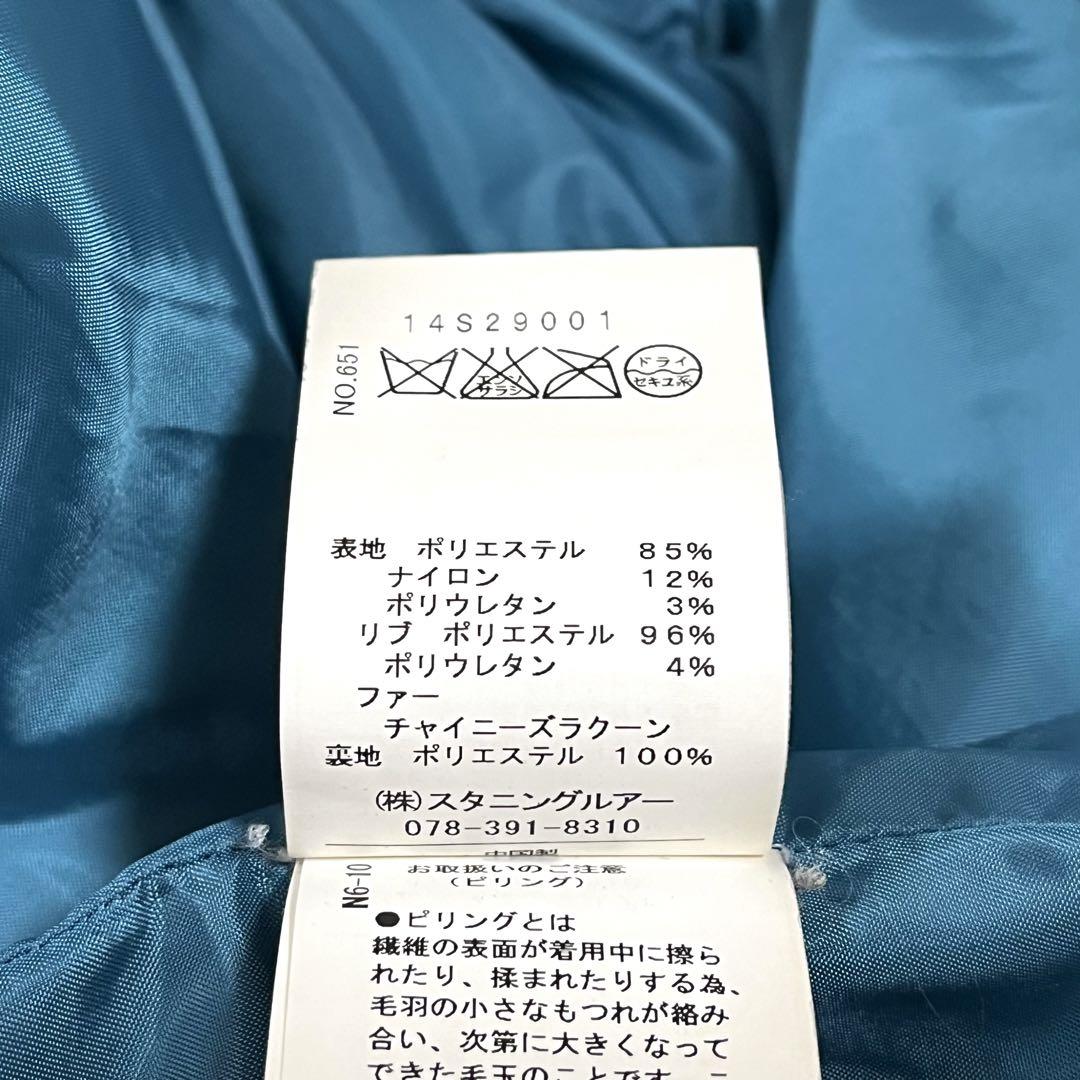 14S29001
NO.651
エンソ
サラシ
ドライ
セキユ系
表地 ポリエステル 85%
ナイロン 12%
ポリウレタン 3%
リブ ポリエステル 96%
ポリウレタン 4%
ファー
チャイニーズラクーン
裏地 ポリエステル 100%
(株)スタニングルアー
078-391-8310
中国製
N6-10
お取扱いのご注意
(ピリング)
●ピリングとは
繊維の表面が着用中に擦ら
れたり、揉まれたりする為、
毛羽の小さなもつれが絡み
合い、次第に大きくなって
できた毛玉のことです。こ